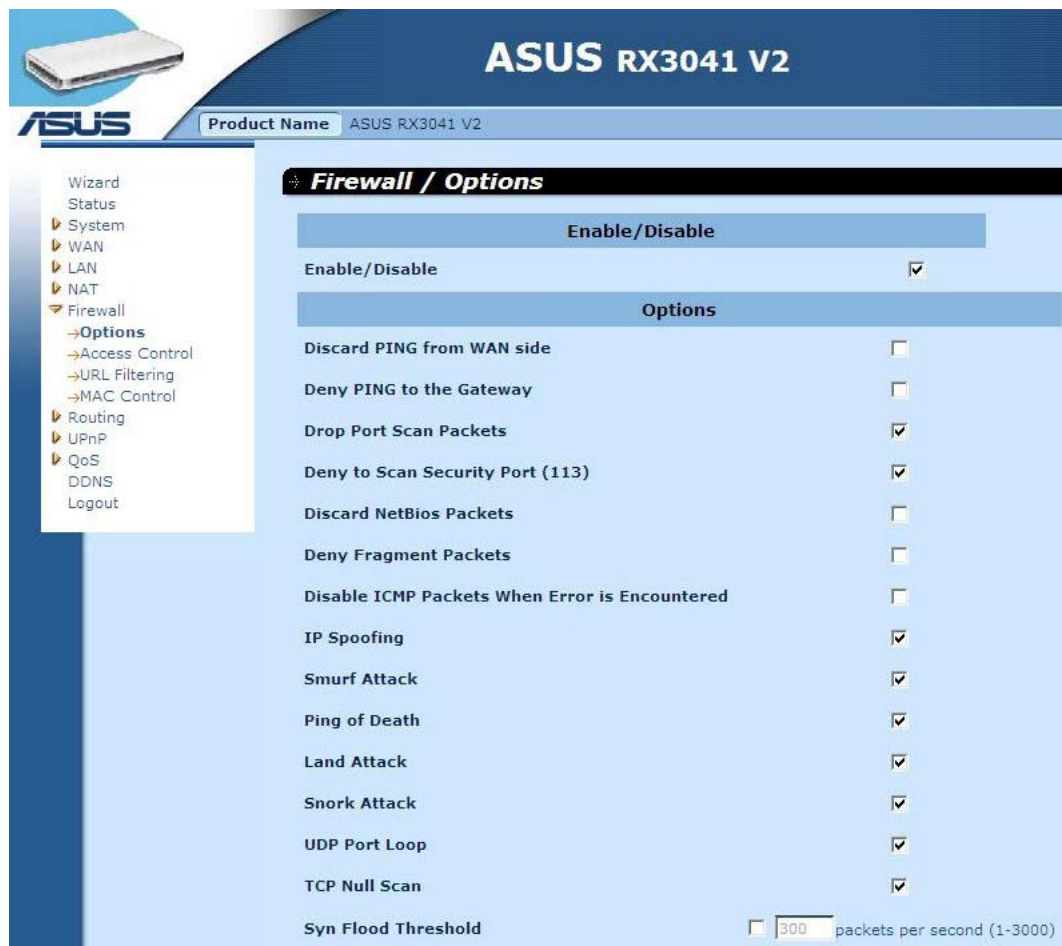 ASUS RX3041 V2
ASUS
Product Name ASUS RX3041 V2
Wizard
Status
System
WAN
LAN
NAT
Firewall
Options
Access Control
URL Filtering
MAC Control
Routing
UPnP
QoS
DDNS
Logout
Firewall / Options
Enable/Disable
Enable/Disable
Options
Discard PING from WAN side
Deny PING to the Gateway
Drop Port Scan Packets
Deny to Scan Security Port (113)
Discard NetBios Packets
Deny Fragment Packets
Disable ICMP Packets When Error is Encountered
IP Spoofing
Smurf Attack
Ping of Death
Land Attack
Snork Attack
UDP Port Loop
TCP Null Scan
Syn Flood Threshold 300 packets per second (1-3000)